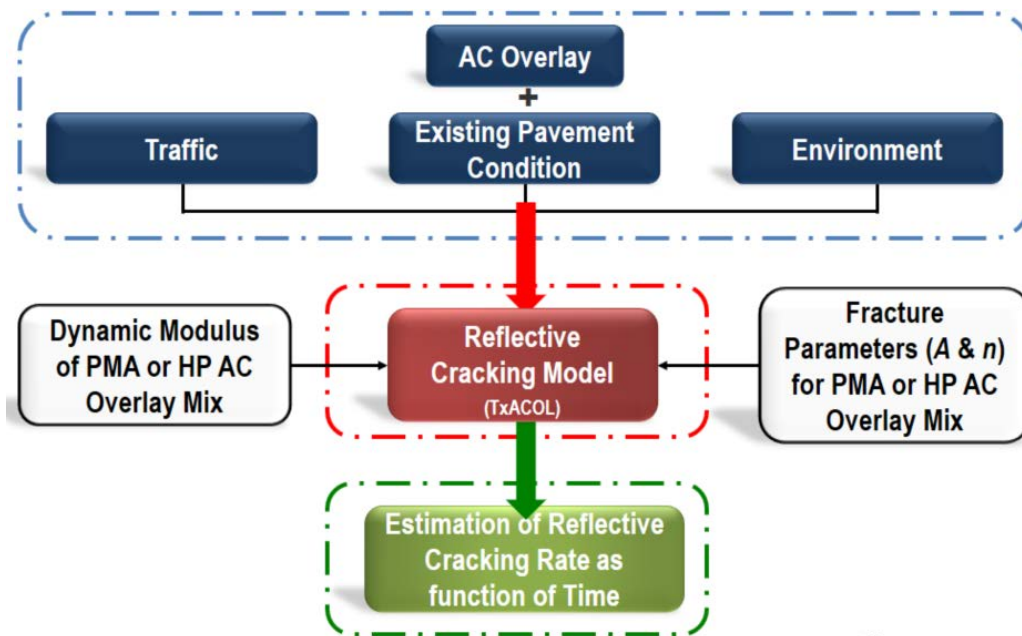 AC Overlay
+
Traffic
Existing Pavement
Condition
Environment
Dynamic Modulus
of PMA or HP AC
Overlay Mix
Reflective
Cracking Model
(TxACOL)
Fracture
Parameters (A & n)
for PMA or HP AC
Overlay Mix
Estimation of Reflective
Cracking Rate as
function of Time